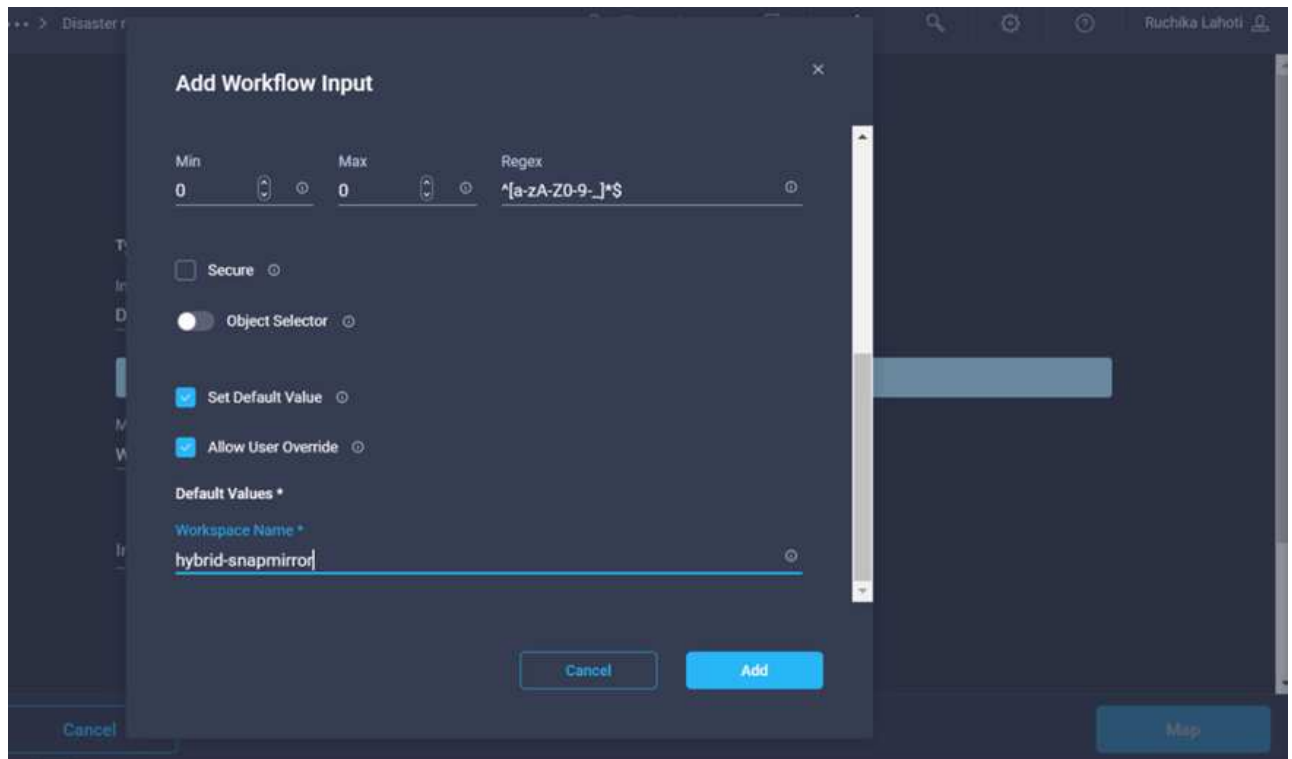 ••• > Disaster r
Ruchika Lahoti
Add Workflow Input
Min Max Regex
0 0 ^[a-zA-Z0-9-_]*$
Secure
Object Selector
Set Default Value
Allow User Override
Default Values *
Workspace Name *
hybrid-snapmirror
Cancel Add
Cancel Map